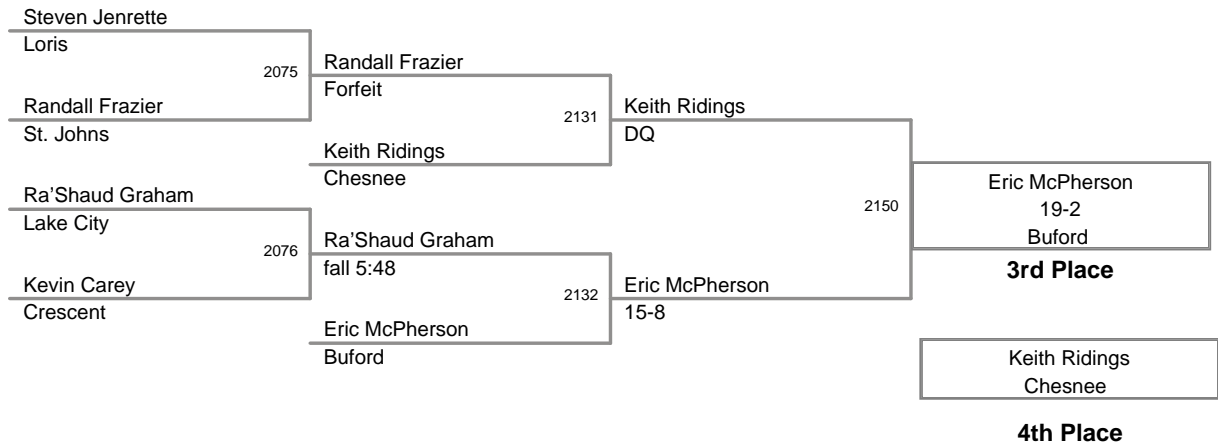 Steven Jenrette
Loris
2075
Randall Frazier
Forfeit
Randall Frazier
St. Johns
2131
Keith Ridings
DQ
Keith Ridings
Chesnee
Ra'Shaud Graham
Lake City
2076
Ra'Shaud Graham
fall 5:48
Kevin Carey
Crescent
2132
Eric McPherson
15-8
Eric McPherson
Buford
2150
Eric McPherson
19-2
Buford
3rd Place
Keith Ridings
Chesnee
4th Place